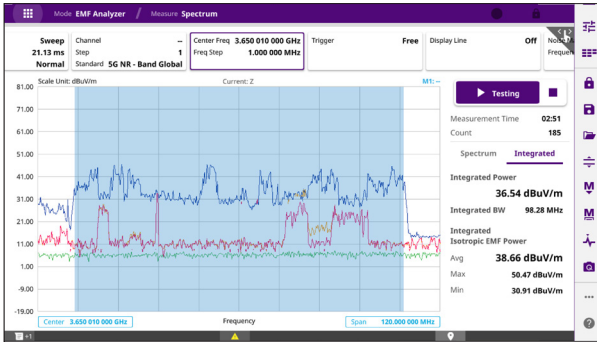 Mode EMF Analyzer / Measure Spectrum
Sweep
21.13 ms
Normal
Channel --
Step 1
Standard 5G NR - Band Global
Center Freq 3.650 010 000 GHz
Freq Step 1.000 000 MHz
Trigger Free
Display Line Off
Scale Unit: dBuV/m
Current: Z
M1: --
81.00
71.00
61.00
51.00
41.00
31.00
21.00
11.00
1.00
-9.00
-19.00
Center 3.650 010 000 GHz
Frequency
Span 120.000 000 MHz
Testing
Measurement Time 02:51
Count 185
Spectrum
Integrated
Integrated Power
36.54 dBuV/m
Integrated BW 98.28 MHz
Integrated
Isotropic EMF Power
Avg 38.66 dBuV/m
Max 50.47 dBuV/m
Min 30.91 dBuV/m
M
M
+1